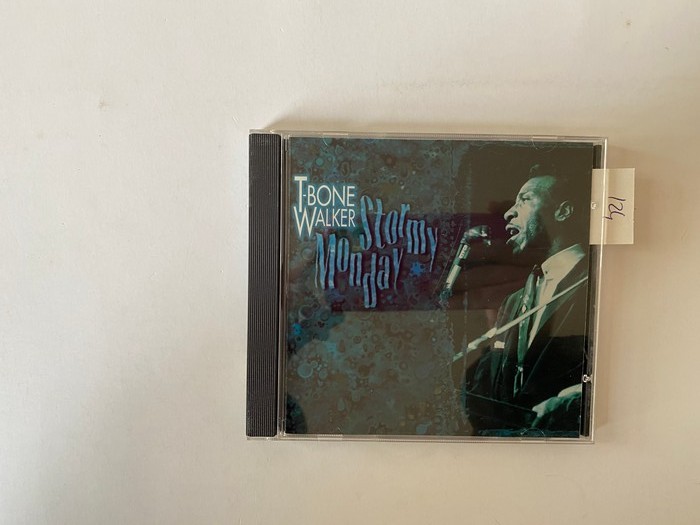 T-BONE
WALKER
Stormy
Monday
124